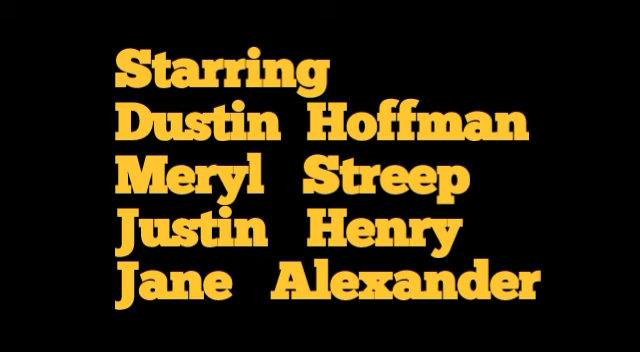 Starring
Dustin Hoffman
Meryl Streep
Justin Henry
Jane Alexander